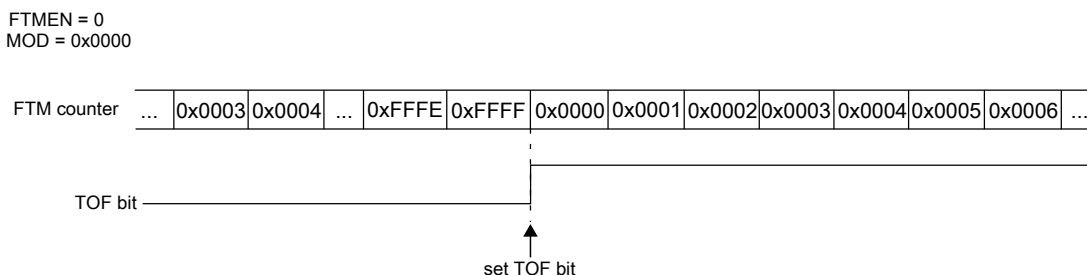 FTMEN = 0
MOD = 0x0000
FTM counter ... 0x0003 0x0004 ... 0xFFFE 0xFFFF 0x0000 0x0001 0x0002 0x0003 0x0004 0x0005 0x0006 ...
TOF bit
set TOF bit